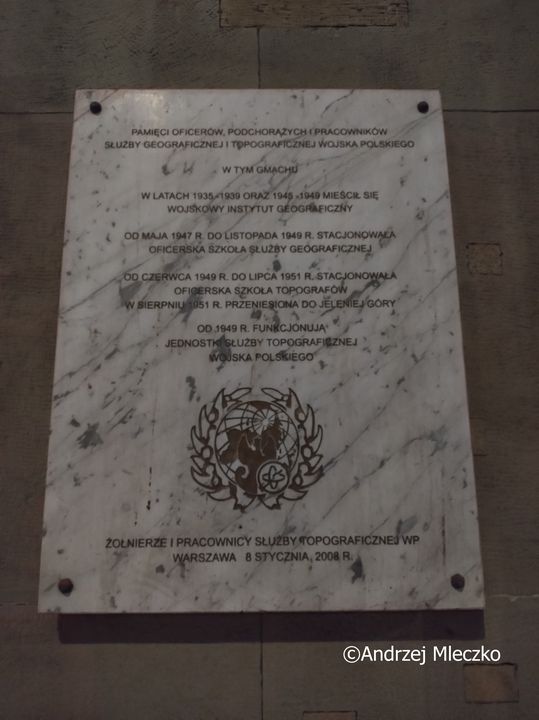 PAMIĘCI OFICERÓW, PODCHORĄŻYCH I PRACOWNIKÓW
SŁUŻBY GEOGRAFICZNEJ I TOPOGRAFICZNEJ WOJSKA POLSKIEGO
W TYM GMACHU
W LATACH 1935-1939 ORAZ 1945-1949 MIEŚCIŁ SIĘ
WOJSKOWY INSTYTUT GEOGRAFICZNY
OD MAJA 1947 R. DO LISTOPADA 1949 R. STACJONOWAŁA
OFICERSKA SZKOŁA SŁUŻBY GEOGRAFICZNEJ
OD CZERWCA 1949 R. DO LIPCA 1951 R. STACJONOWAŁA
OFICERSKA SZKOŁA TOPOGRAFÓW
W SIERPNIU 1951 R. PRZENIESIONA DO JELENIEJ GÓRY
OD 1949 R. FUNKCJONUJĄ
JEDNOSTKI SŁUŻBY TOPOGRAFICZNEJ
WOJSKA POLSKIEGO
ŻOŁNIERZE I PRACOWNICY SŁUŻBY TOPOGRAFICZNEJ WP
WARSZAWA 8 STYCZNIA, 2008 R.
©Andrzej Mleczko